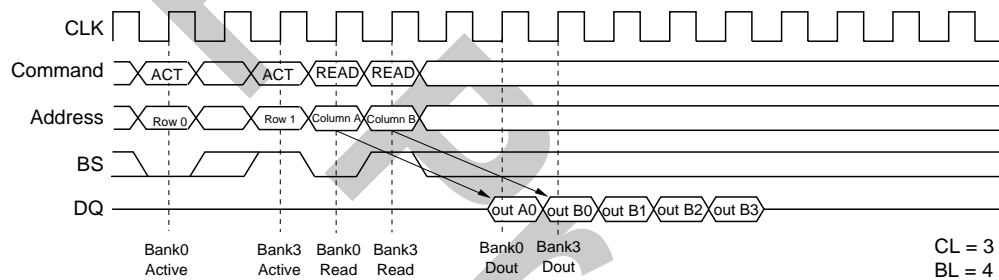 CLK
Command ACT ACT READ READ
Address Row 0 Row 1 Column A Column B
BS
DQ out A0 out B0 out B1 out B2 out B3
Bank0 Active
Bank3 Active
Bank0 Read
Bank3 Read
Bank0 Dout
Bank3 Dout
CL = 3
BL = 4